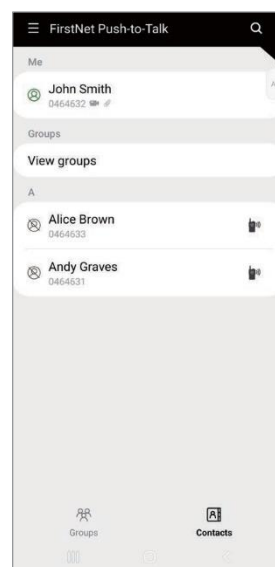 FirstNet Push-to-Talk
Me
John Smith
0464632
Groups
View groups
A
Alice Brown
0464633
Andy Graves
0464631
Groups
Contacts